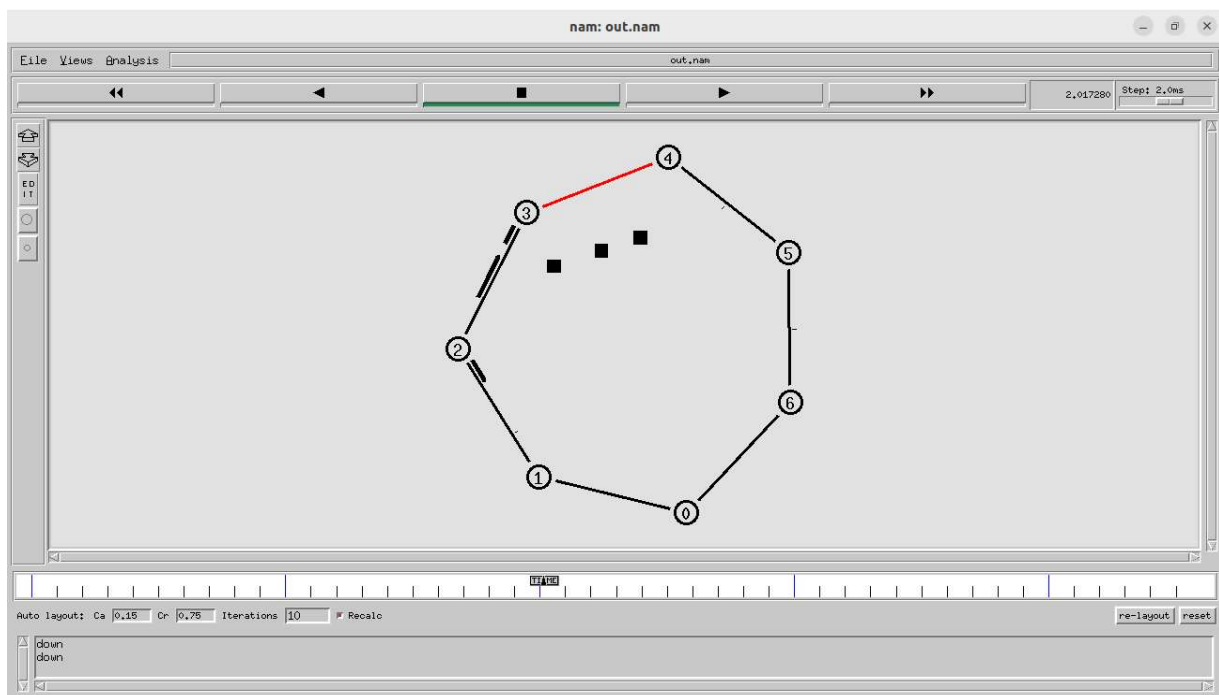 nam: out.nam
File Views Analysis out.nam
2.017280 Step: 2.0ms
ED
IT
4
3
5
2
6
1
0
TIME
Auto layout: Ca 0.15 Cr 0.75 Iterations 10 Recalc re-layout reset
down
down